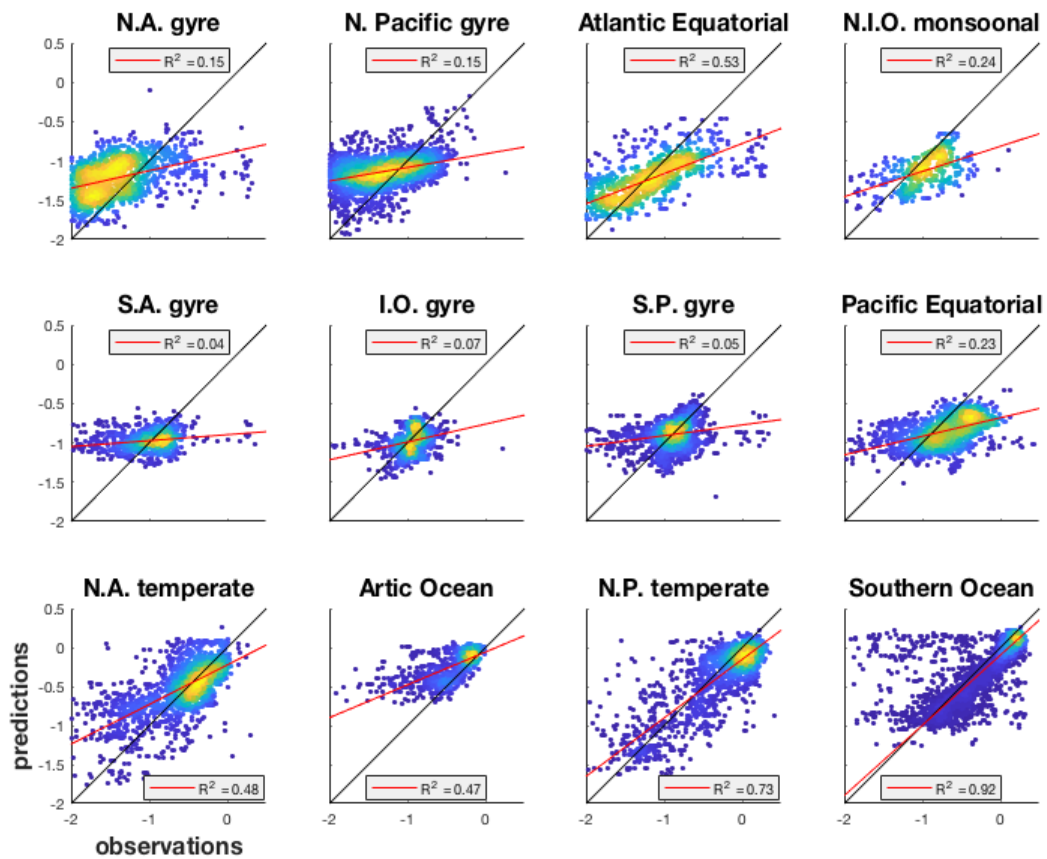 N.A. gyre N. Pacific gyre Atlantic Equatorial N.I.O. monsoonal
0.5
R² =0.15 R² =0.15 R² =0.53 R² =0.24
0
-0.5
-1
-1.5
-2
S.A. gyre I.O. gyre S.P. gyre Pacific Equatorial
0.5
R² =0.04 R² =0.07 R² =0.05 R² =0.23
0
-0.5
-1
-1.5
-2
N.A. temperate Artic Ocean N.P. temperate Southern Ocean
0.5
0
-0.5
-1
-1.5
-2
predictions
R² =0.48 R² =0.47 R² =0.73 R² =0.92
-2 -1 0 -2 -1 0 -2 -1 0 -2 -1 0
observations